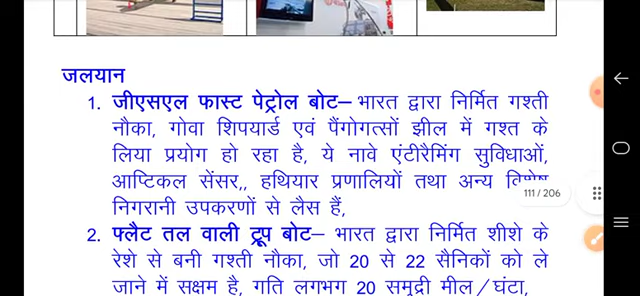 जलयान
1. जीएसएल फास्ट पेट्रोल बोट– भारत द्वारा निर्मित गश्ती
नौका, गोवा शिपयार्ड एवं पैंगोगत्सों झील में गश्त के
लिया प्रयोग हो रहा है, ये नावे एंटीरैमिंग सुविधाओं,
आप्टिकल सेंसर,, हथियार प्रणालियों तथा अन्य विशेष
111 / 206
निगरानी उपकरणों से लैस हैं,
2. फ्लैट तल वाली ट्रूप बोट– भारत द्वारा निर्मित शीशे के
रेशे से बनी गश्ती नौका, जो 20 से 22 सैनिकों को ले
जाने में सक्षम है, गति लगभग 20 समुद्री मील/घंटा,